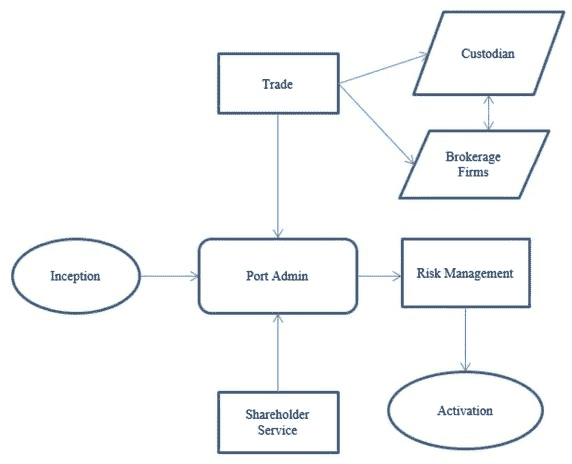 Custodian
Trade
Brokerage
Firms
Inception
Port Admin
Risk Management
Shareholder
Service
Activation